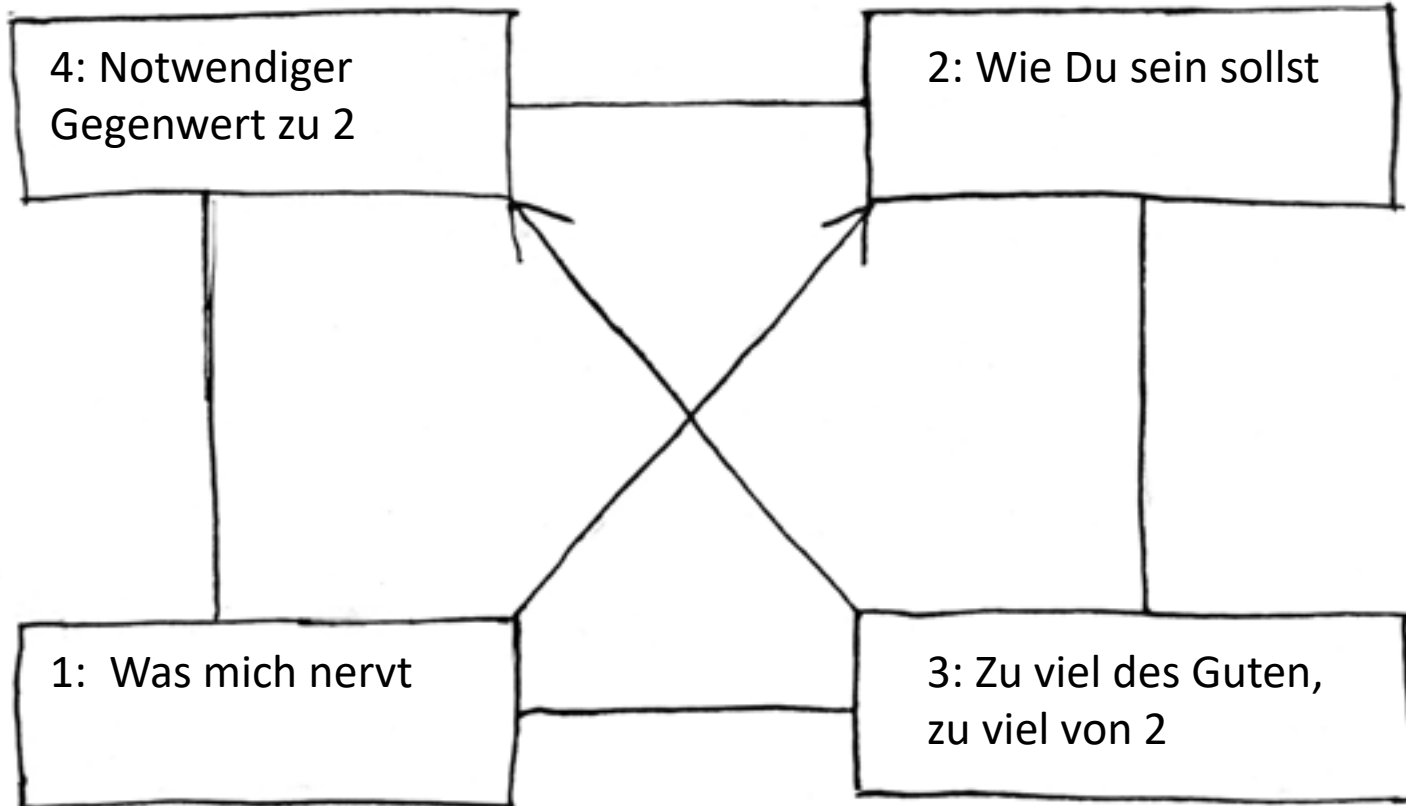 4: Notwendiger
Gegenwert zu 2
2: Wie Du sein sollst
1:  Was mich nervt
3: Zu viel des Guten,
zu viel von 2